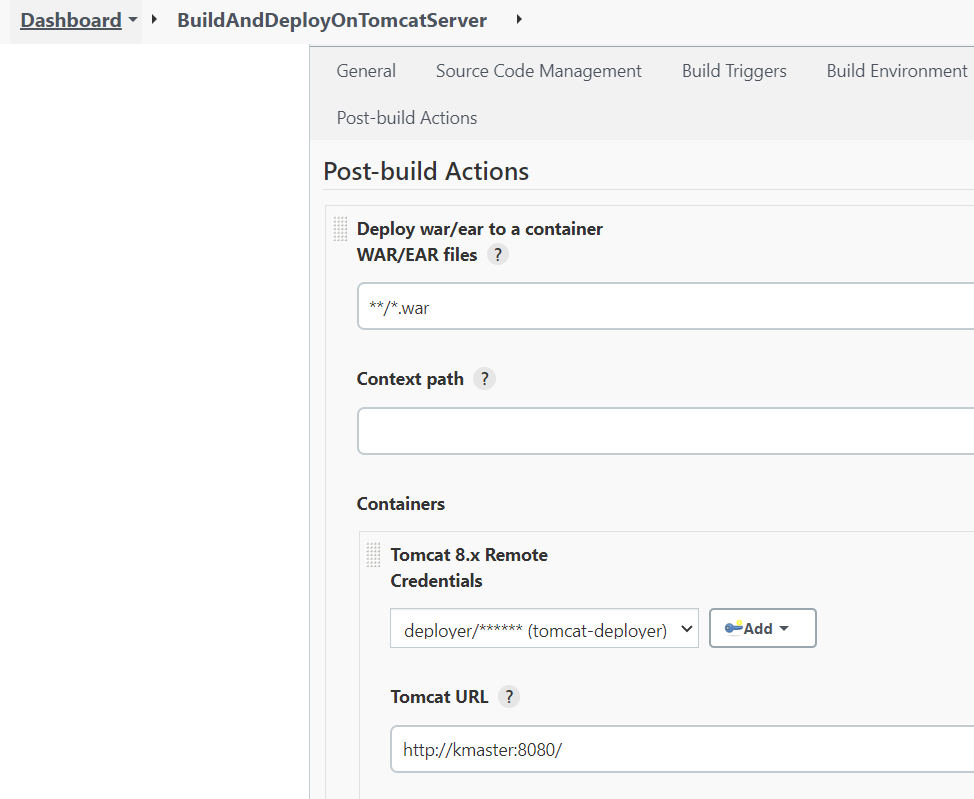 Dashboard BuildAndDeployOnTomcatServer
General Source Code Management Build Triggers Build Environment
Post-build Actions
Post-build Actions
Deploy war/ear to a container
WAR/EAR files ?
**/*.war
Context path ?
Containers
Tomcat 8.x Remote
Credentials
deployer/****** (tomcat-deployer) Add
Tomcat URL ?
http://kmaster:8080/